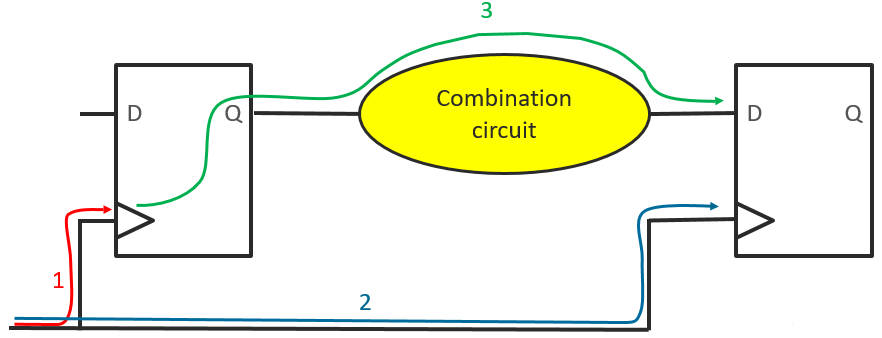 3
D
Q
Combination
circuit
D
Q
1
2